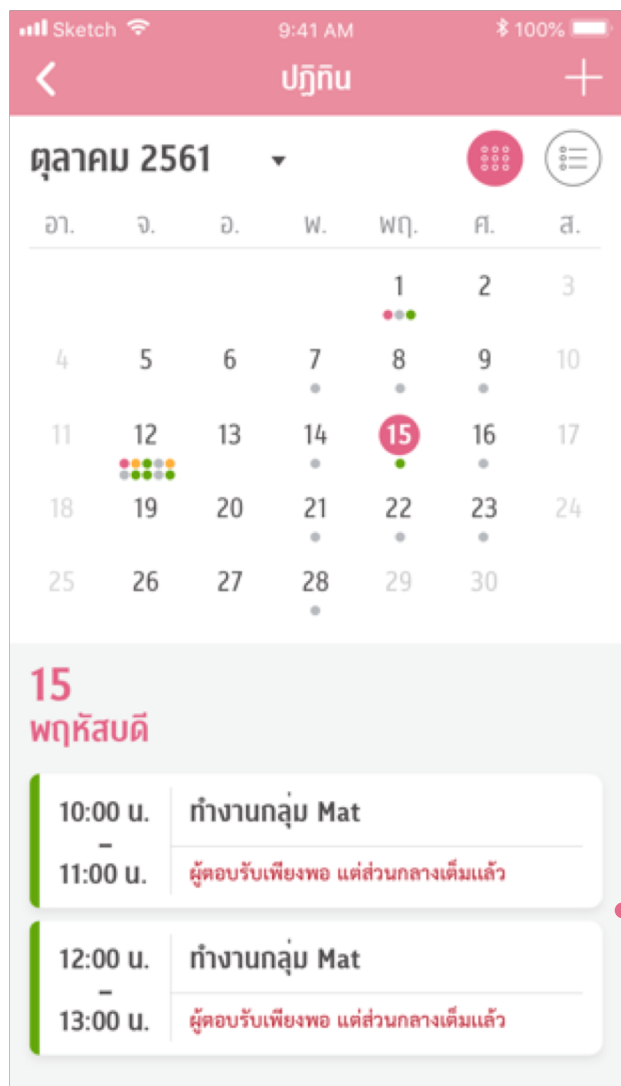 Sketch 9:41 AM 100%
ปฏิทิน
ตุลาคม 2561
อา. จ. อ. พ. พฤ. ศ. ส.
1 2 3
4 5 6 7 8 9 10
11 12 13 14 15 16 17
18 19 20 21 22 23 24
25 26 27 28 29 30
15
พฤหัสบดี
10:00 น. ทำงานกลุ่ม Mat
–
11:00 น. ผู้ตอบรับเพียงพอ แต่ส่วนกลางเต็มแล้ว
12:00 น. ทำงานกลุ่ม Mat
–
13:00 น. ผู้ตอบรับเพียงพอ แต่ส่วนกลางเต็มแล้ว